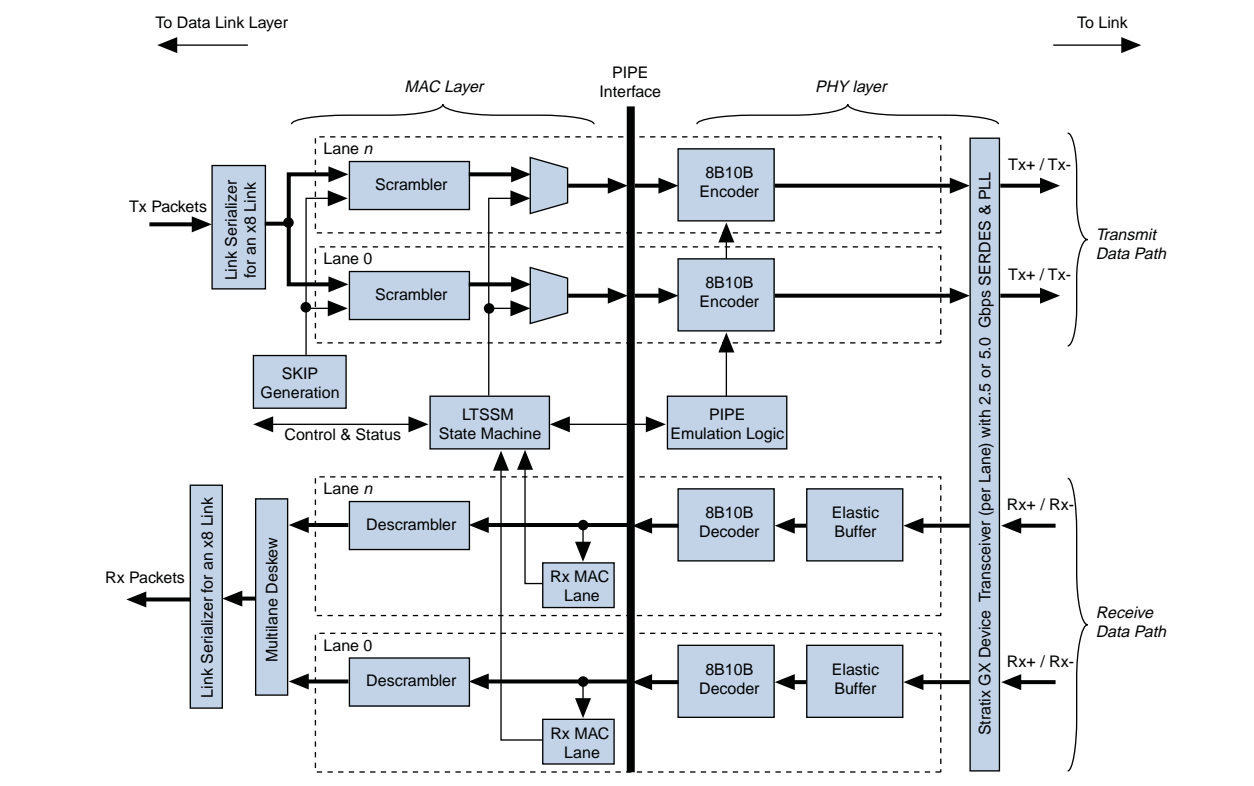 To Data Link Layer
To Link
MAC Layer
PIPE
Interface
PHY layer
Lane n
Scrambler
8B10B
Encoder
Tx+ / Tx-
Tx Packets
Link Serializer
for an x8 Link
Transmit
Data Path
Lane 0
Scrambler
8B10B
Encoder
Tx+ / Tx-
SKIP
Generation
Control & Status
LTSSM
State Machine
PIPE
Emulation Logic
Stratix GX Device Transceiver (per Lane) with 2.5 or 5.0 Gbps SERDES & PLL
Lane n
Descrambler
8B10B
Decoder
Elastic
Buffer
Rx+ / Rx-
Rx MAC
Lane
Rx Packets
Link Serializer for an x8 Link
Multilane Deskew
Receive
Data Path
Lane 0
Descrambler
8B10B
Decoder
Elastic
Buffer
Rx+ / Rx-
Rx MAC
Lane